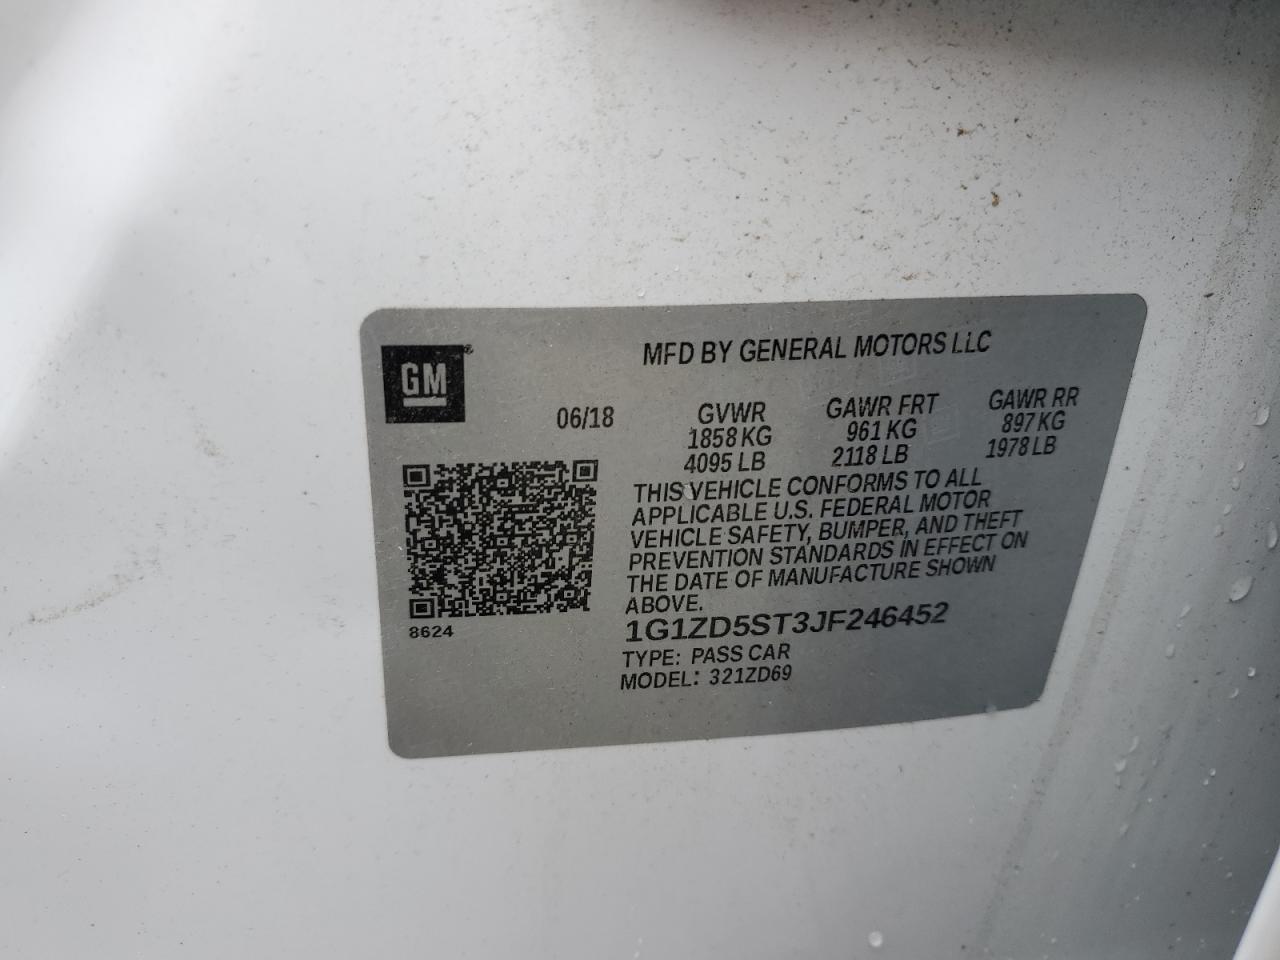 MFD BY GENERAL MOTORS LLC
GM®
06/18 GVWR GAWR FRT GAWR RR
1858 KG 961 KG 897 KG
4095 LB 2118 LB 1978 LB
THIS VEHICLE CONFORMS TO ALL
APPLICABLE U.S. FEDERAL MOTOR
VEHICLE SAFETY, BUMPER, AND THEFT
PREVENTION STANDARDS IN EFFECT ON
THE DATE OF MANUFACTURE SHOWN
ABOVE.
8624
1G1ZD5ST3JF246452
TYPE: PASS CAR
MODEL: 321ZD69